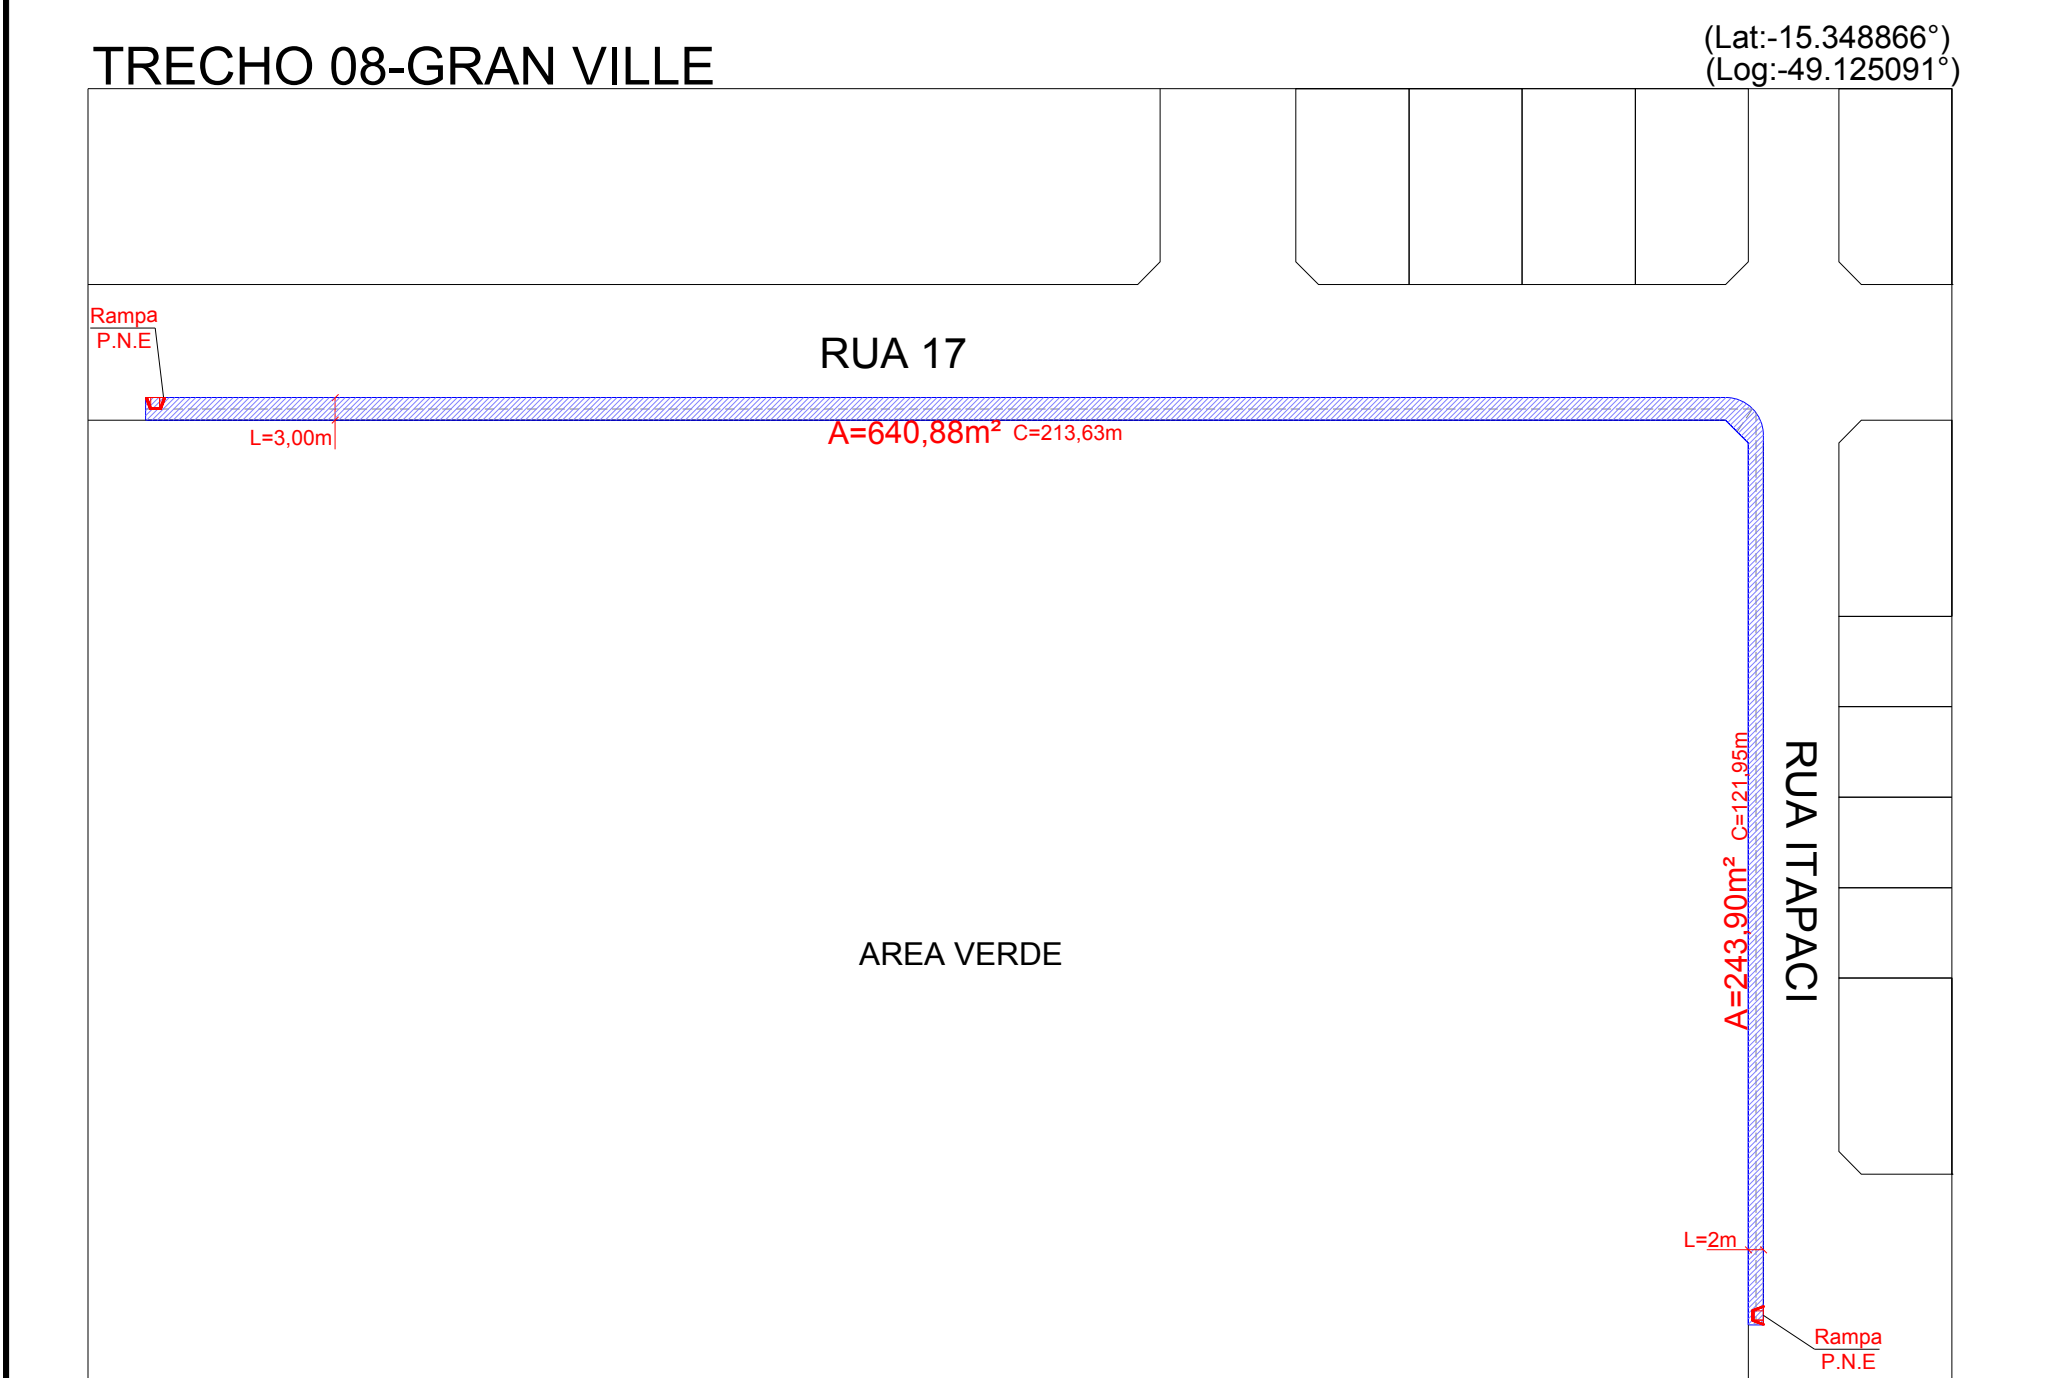 (Lat:-15.348866°)
(Log:-49.125091°)
TRECHO 08-GRAN VILLE
Rampa
P.N.E
RUA 17
L=3,00m
A=640,88m² C=213,63m
A=243,90m² C=121,95m
RUA ITAPACI
AREA VERDE
L=2m
Rampa
P.N.E